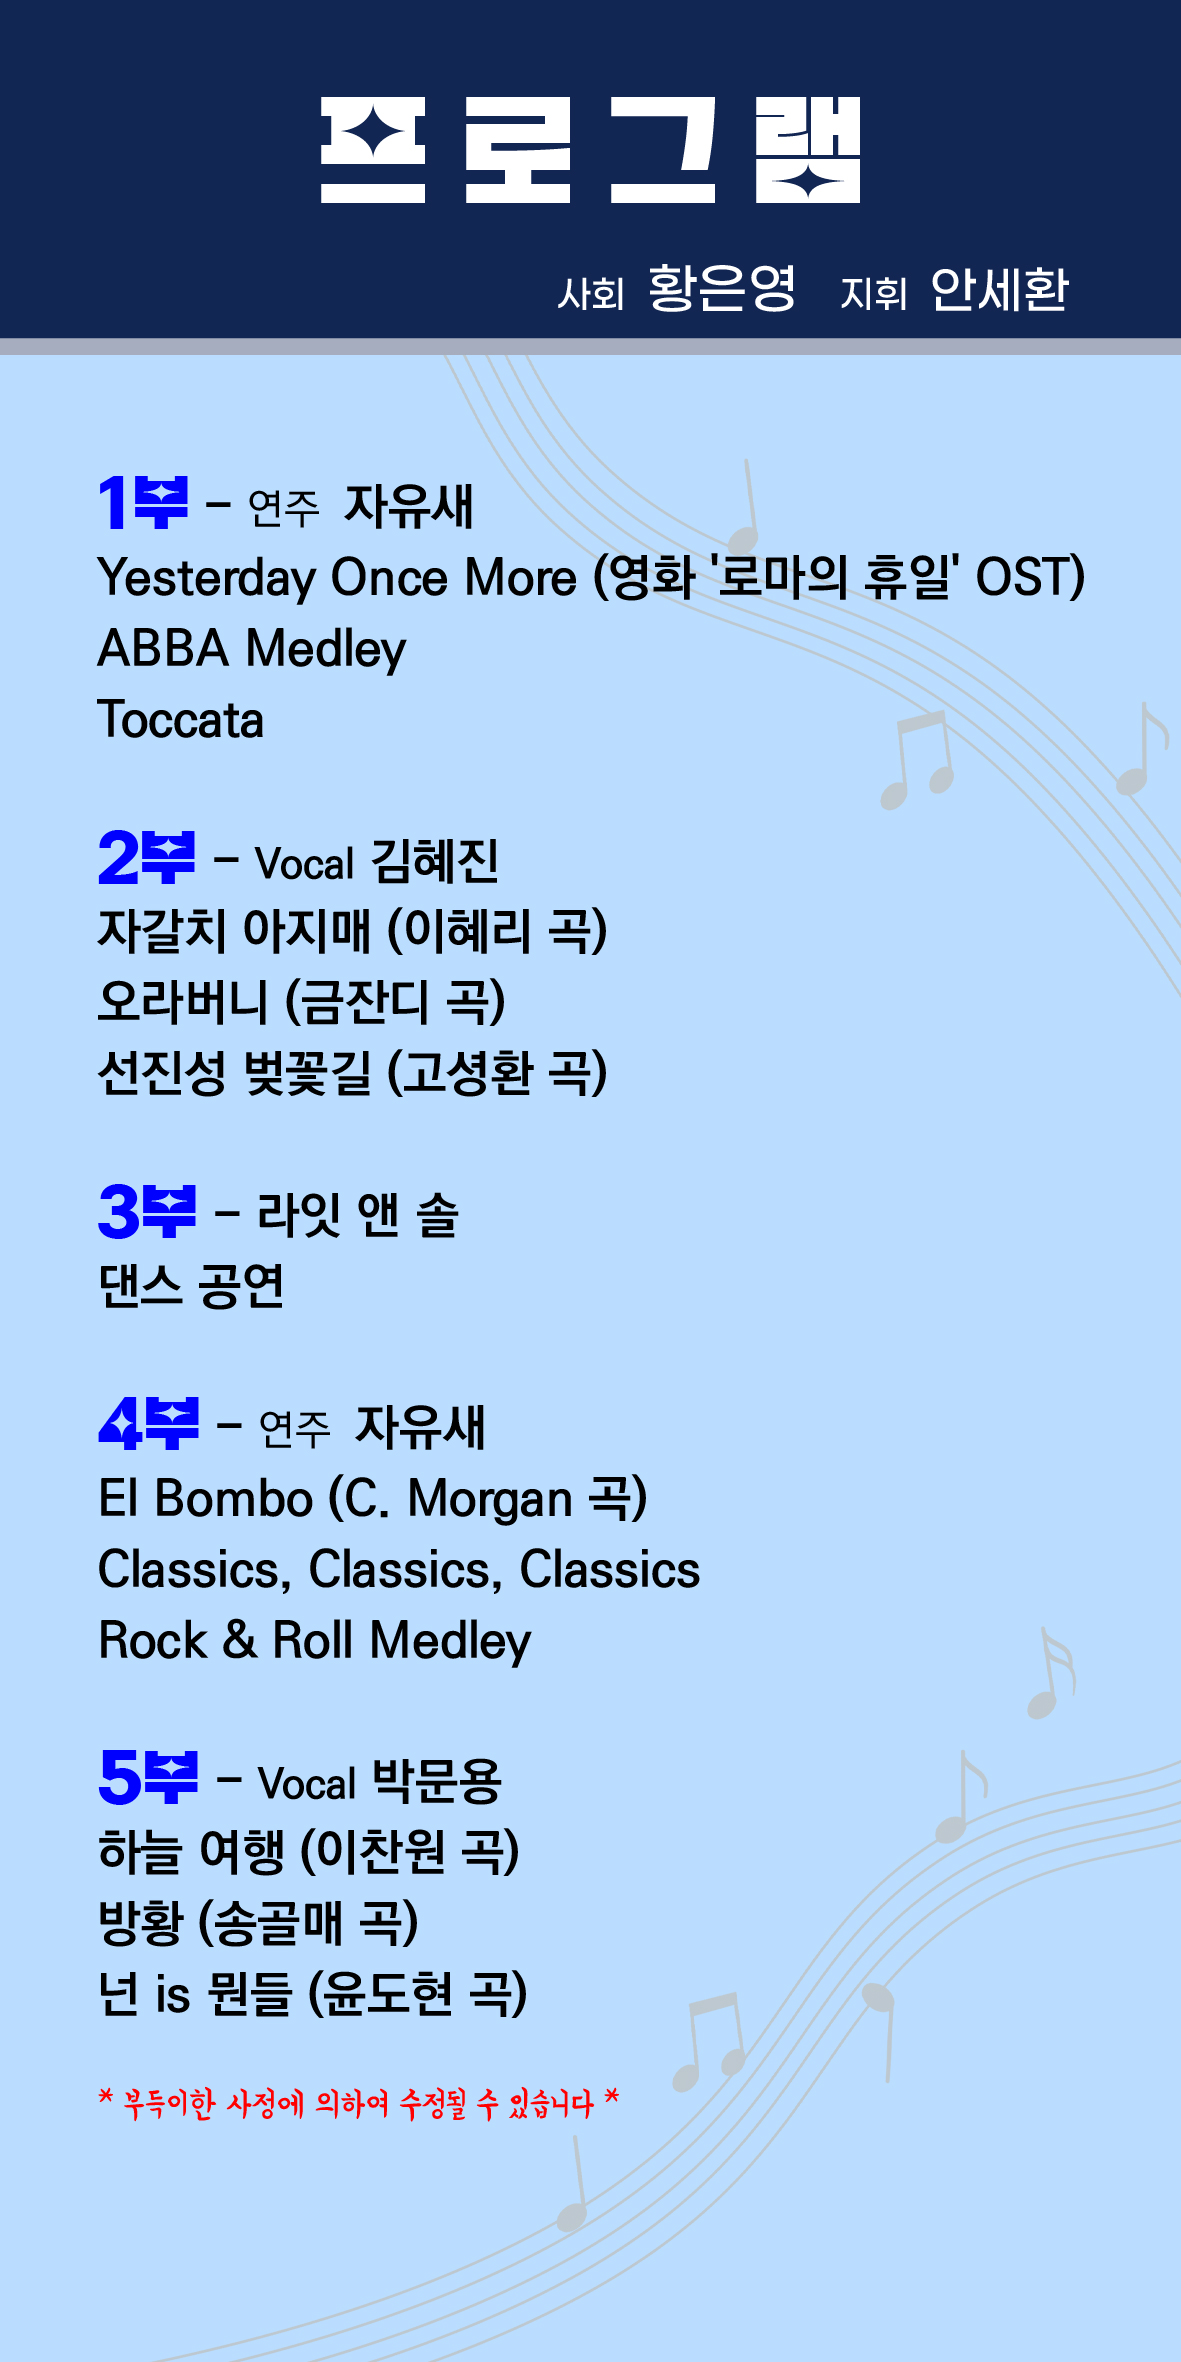 프로그램
사회 황은영 지휘 안세환
1부 - 연주 자유새
Yesterday Once More (영화 '로마의 휴일' OST)
ABBA Medley
Toccata
2부 - Vocal 김혜진
자갈치 아지매 (이혜리 곡)
오라버니 (금잔디 곡)
선진성 벚꽃길 (고셩환 곡)
3부 - 라잇 앤 솔
댄스 공연
4부 - 연주 자유새
El Bombo (C. Morgan 곡)
Classics, Classics, Classics
Rock & Roll Medley
5부 - Vocal 박문용
하늘 여행 (이찬원 곡)
방황 (송골매 곡)
넌 is 뭔들 (윤도현 곡)
* 부득이한 사정에 의하여 수정될 수 있습니다 *